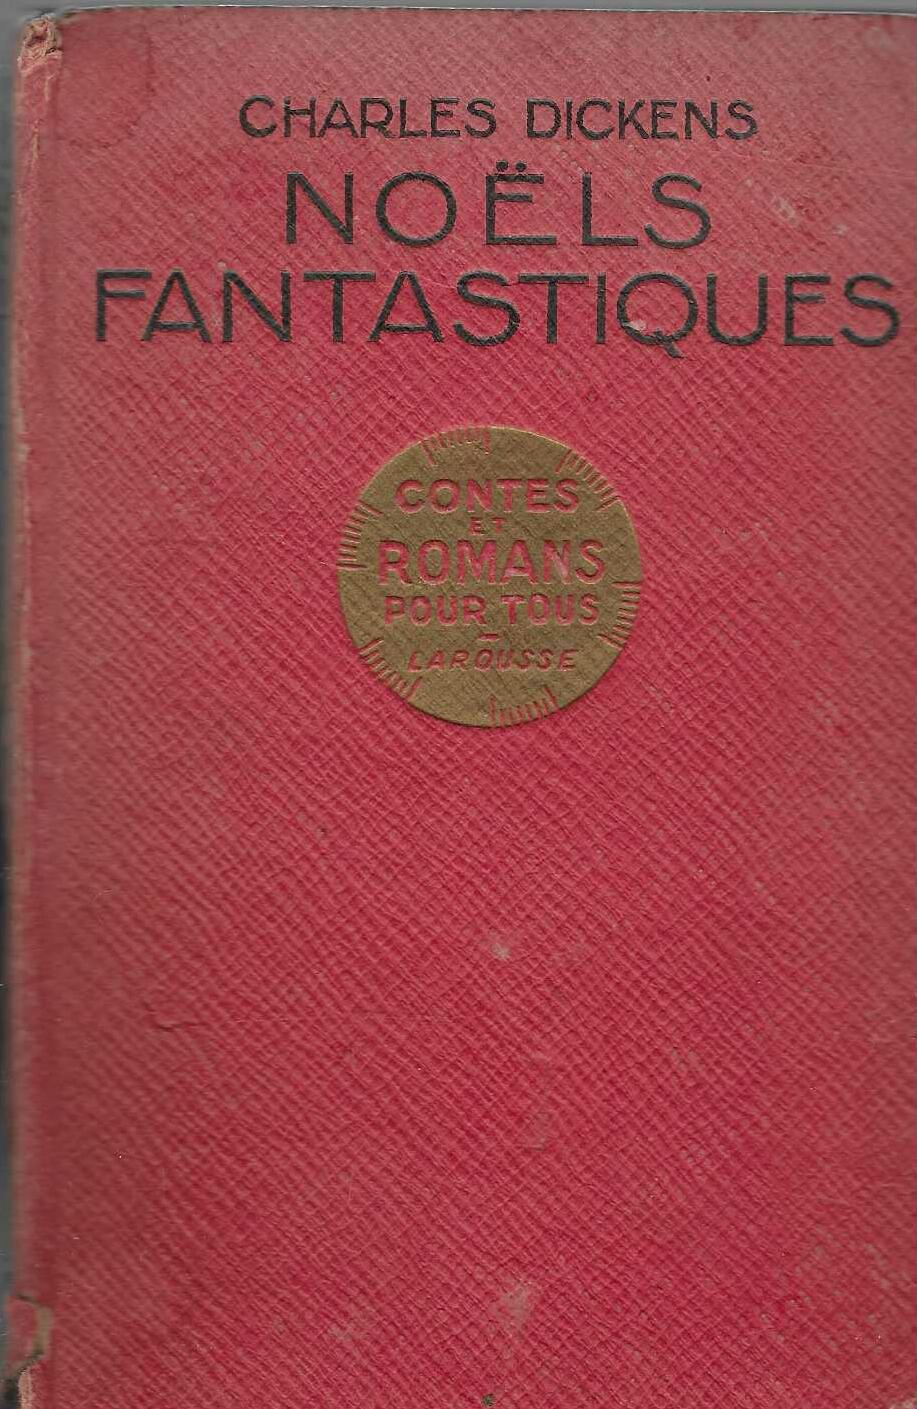 CHARLES DICKENS
NOËLS
FANTASTIQUES
CONTES
ET
ROMANS
POUR TOUS
LAROUSSE